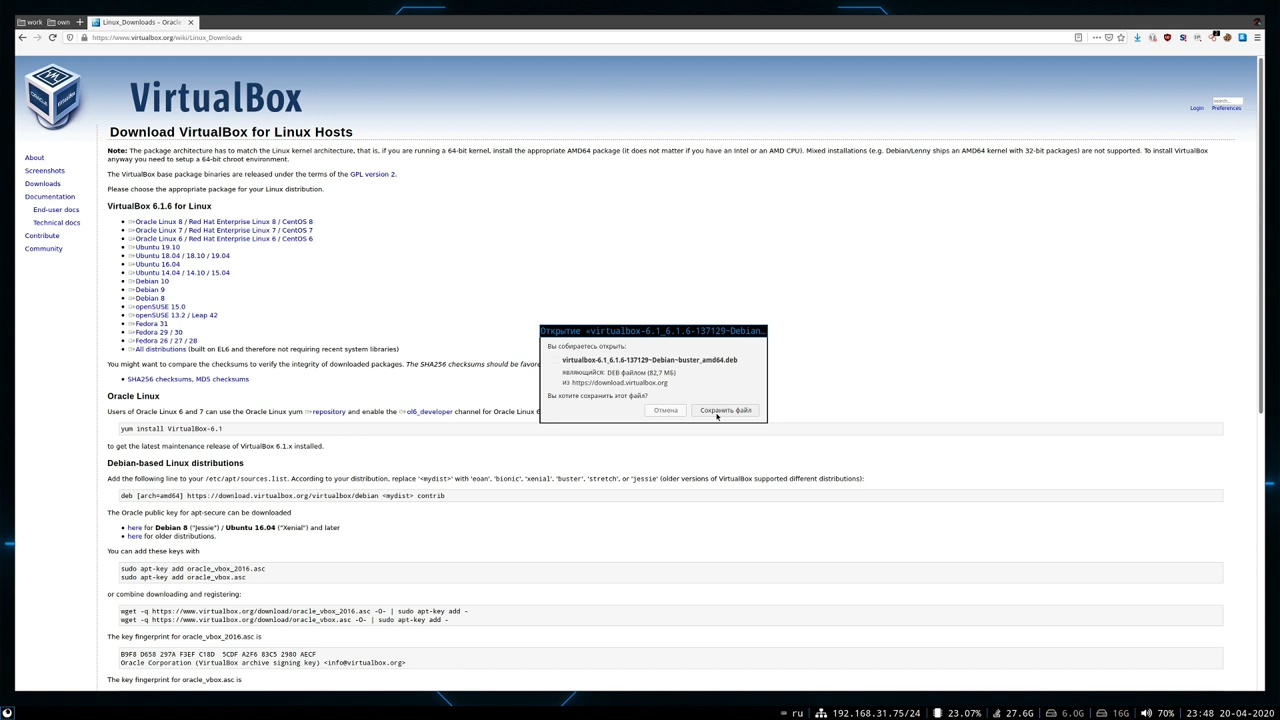 work own + Linux_Downloads – Oracle
https://www.virtualbox.org/wiki/Linux_Downloads
VirtualBox
search...
Login Preferences
Download VirtualBox for Linux Hosts
Note: The package architecture has to match the Linux kernel architecture, that is, if you are running a 64-bit kernel, install the appropriate AMD64 package (it does not matter if you have an Intel or an AMD CPU). Mixed installations (e.g. Debian/Lenny ships an AMD64 kernel with 32-bit packages) are not supported. To install VirtualBox
anyway you need to setup a 64-bit chroot environment.
The VirtualBox base package binaries are released under the terms of the GPL version 2.
Please choose the appropriate package for your Linux distribution.
About
Screenshots
Downloads
Documentation
End-user docs
Technical docs
Contribute
Community
VirtualBox 6.1.6 for Linux
Oracle Linux 8 / Red Hat Enterprise Linux 8 / CentOS 8
Oracle Linux 7 / Red Hat Enterprise Linux 7 / CentOS 7
Oracle Linux 6 / Red Hat Enterprise Linux 6 / CentOS 6
Ubuntu 19.10
Ubuntu 18.04 / 18.10 / 19.04
Ubuntu 16.04
Ubuntu 14.04 / 14.10 / 15.04
Debian 10
Debian 9
Debian 8
openSUSE 15.0
openSUSE 13.2 / Leap 42
Fedora 31
Fedora 29 / 30
Fedora 26 / 27 / 28
All distributions (built on EL6 and therefore not requiring recent system libraries)
You might want to compare the checksums to verify the integrity of downloaded packages. The SHA256 checksums should be favor
SHA256 checksums, MD5 checksums
Открытие «virtualbox-6.1_6.1.6-137129~Debian…
Вы собираетесь открыть:
virtualbox-6.1_6.1.6-137129~Debian~buster_amd64.deb
являющийся: DEB файлом (82,7 МБ)
из https://download.virtualbox.org
Вы хотите сохранить этот файл?
Отмена Сохранить файл
Oracle Linux
Users of Oracle Linux 6 and 7 can use the Oracle Linux yum repository and enable the ol6_developer channel for Oracle Linux 6
yum install VirtualBox-6.1
to get the latest maintenance release of VirtualBox 6.1.x installed.
Debian-based Linux distributions
Add the following line to your /etc/apt/sources.list. According to your distribution, replace '<mydist>' with 'eoan', 'bionic', 'xenial', 'buster', 'stretch', or 'jessie' (older versions of VirtualBox supported different distributions):
deb [arch=amd64] https://download.virtualbox.org/virtualbox/debian <mydist> contrib
The Oracle public key for apt-secure can be downloaded
here for Debian 8 ("Jessie") / Ubuntu 16.04 ("Xenial") and later
here for older distributions.
You can add these keys with
sudo apt-key add oracle_vbox_2016.asc
sudo apt-key add oracle_vbox.asc
or combine downloading and registering:
wget -q https://www.virtualbox.org/download/oracle_vbox_2016.asc -O- | sudo apt-key add -
wget -q https://www.virtualbox.org/download/oracle_vbox.asc -O- | sudo apt-key add -
The key fingerprint for oracle_vbox_2016.asc is
B9F8 D658 297A F3EF C18D 5CDF A2F6 83C5 2980 AECF
Oracle Corporation (VirtualBox archive signing key) <info@virtualbox.org>
The key fingerprint for oracle_vbox.asc is
ru 192.168.31.75/24 23.07% 27.6G 6.0G 16G 70% 23:48 20-04-2020